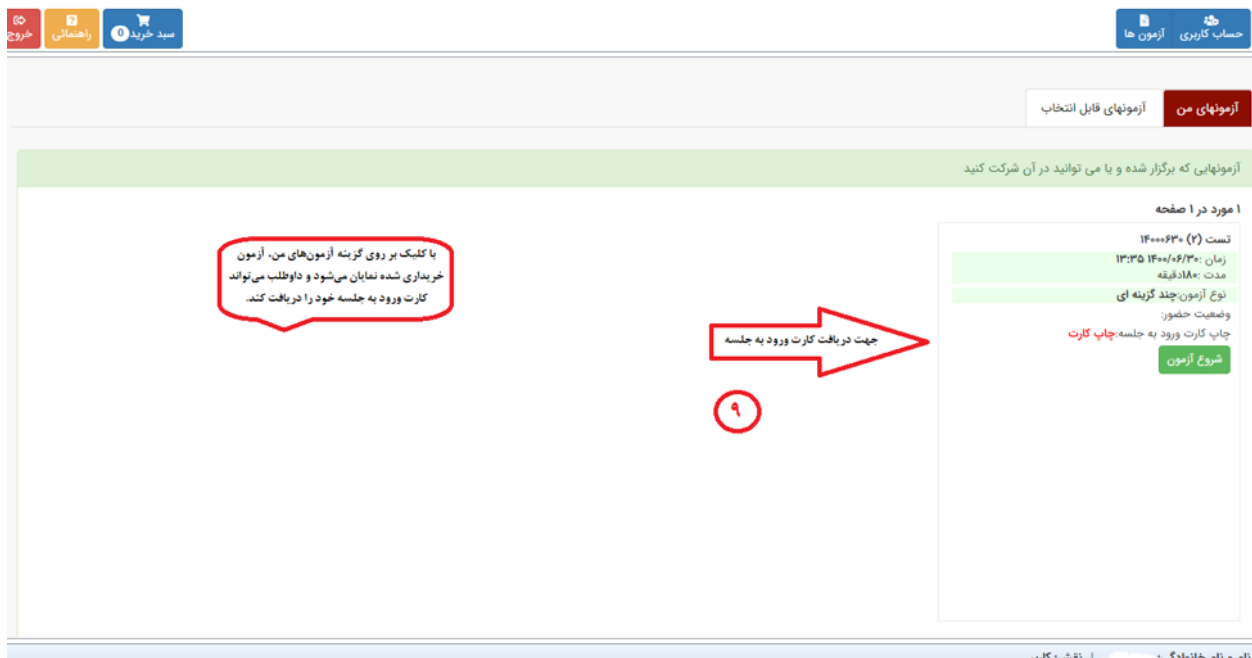 حساب کاربری
آزمون ها
سبد خرید 0
راهنمائی
خروج
آزمونهای من
آزمونهای قابل انتخاب
آزمونهایی که برگزار شده و یا می توانید در آن شرکت کنید
۱ مورد در ۱ صفحه
تست (۲) ۱۴۰۰۰۶۳۰
زمان :۱۴۰۰/۰۶/۳۰ ۱۳:۳۵
مدت :۱۸۰دقیقه
نوع آزمون:چند گزینه ای
وضعیت حضور:
چاپ کارت ورود به جلسه:چاپ کارت
شروع آزمون
جهت دریافت کارت ورود به جلسه
۹
با کلیک بر روی گزینه آزمون‌های من، آزمون
خریداری شده نمایان می‌شود و داوطلب می‌تواند
کارت ورود به جلسه خود را دریافت کند.